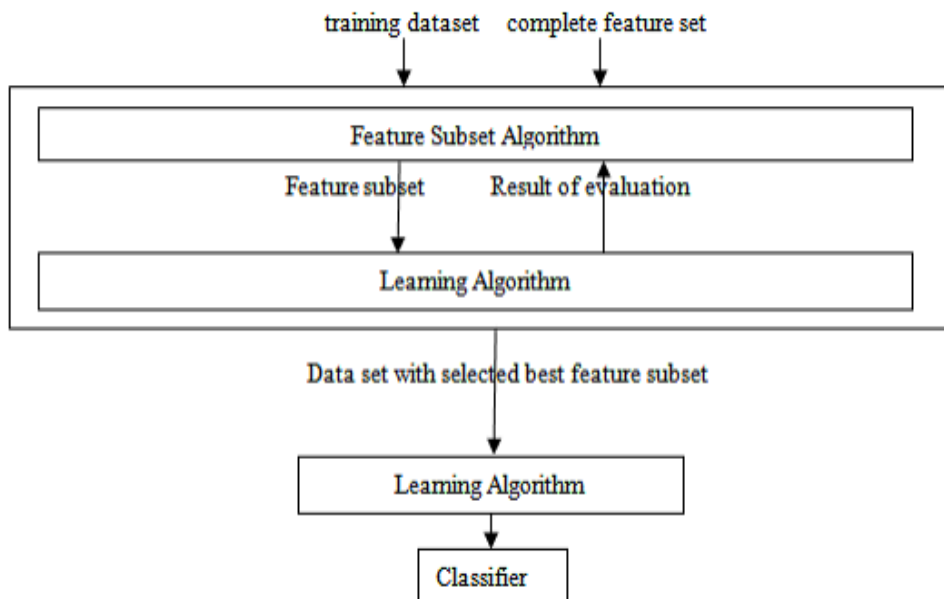 training dataset complete feature set
Feature Subset Algorithm
Feature subset Result of evaluation
Learning Algorithm
Data set with selected best feature subset
Learning Algorithm
Classifier